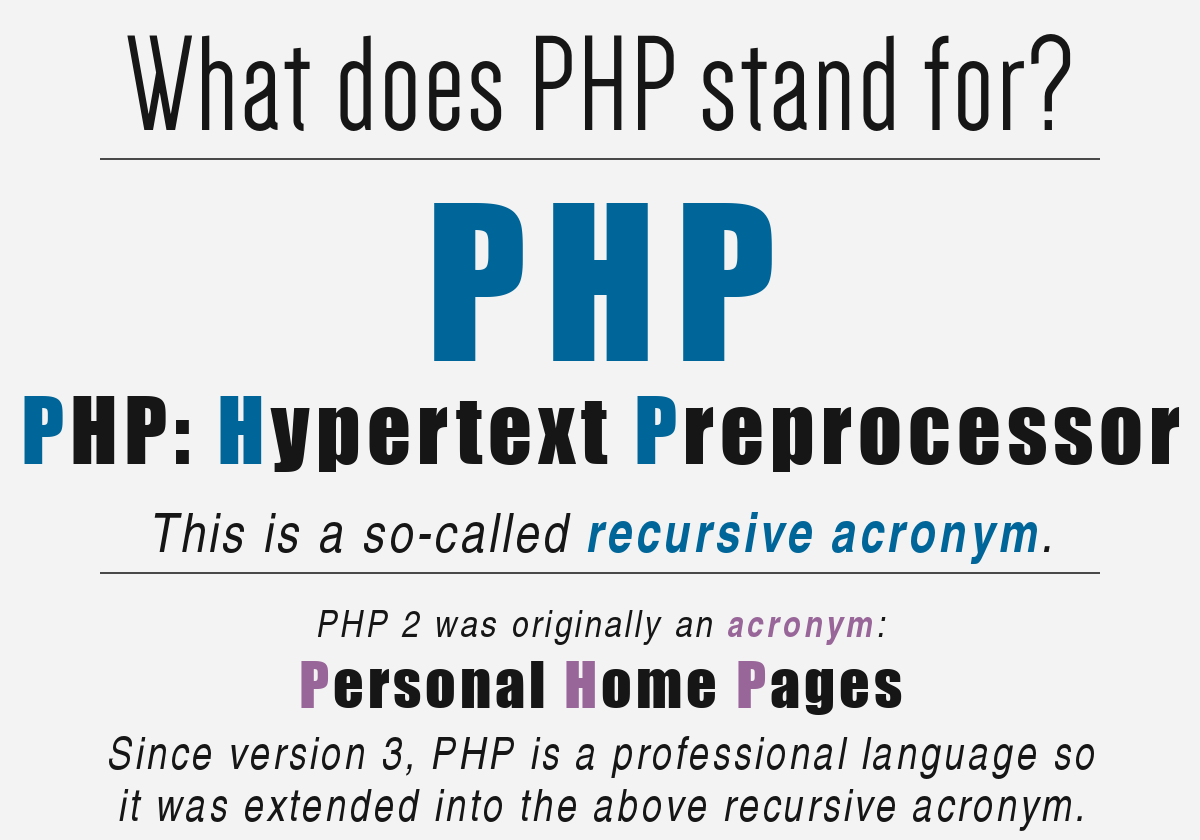 What does PHP stand for?
PHP
PHP: Hypertext Preprocessor
This is a so-called recursive acronym.
PHP 2 was originally an acronym:
Personal Home Pages
Since version 3, PHP is a professional language so
it was extended into the above recursive acronym.